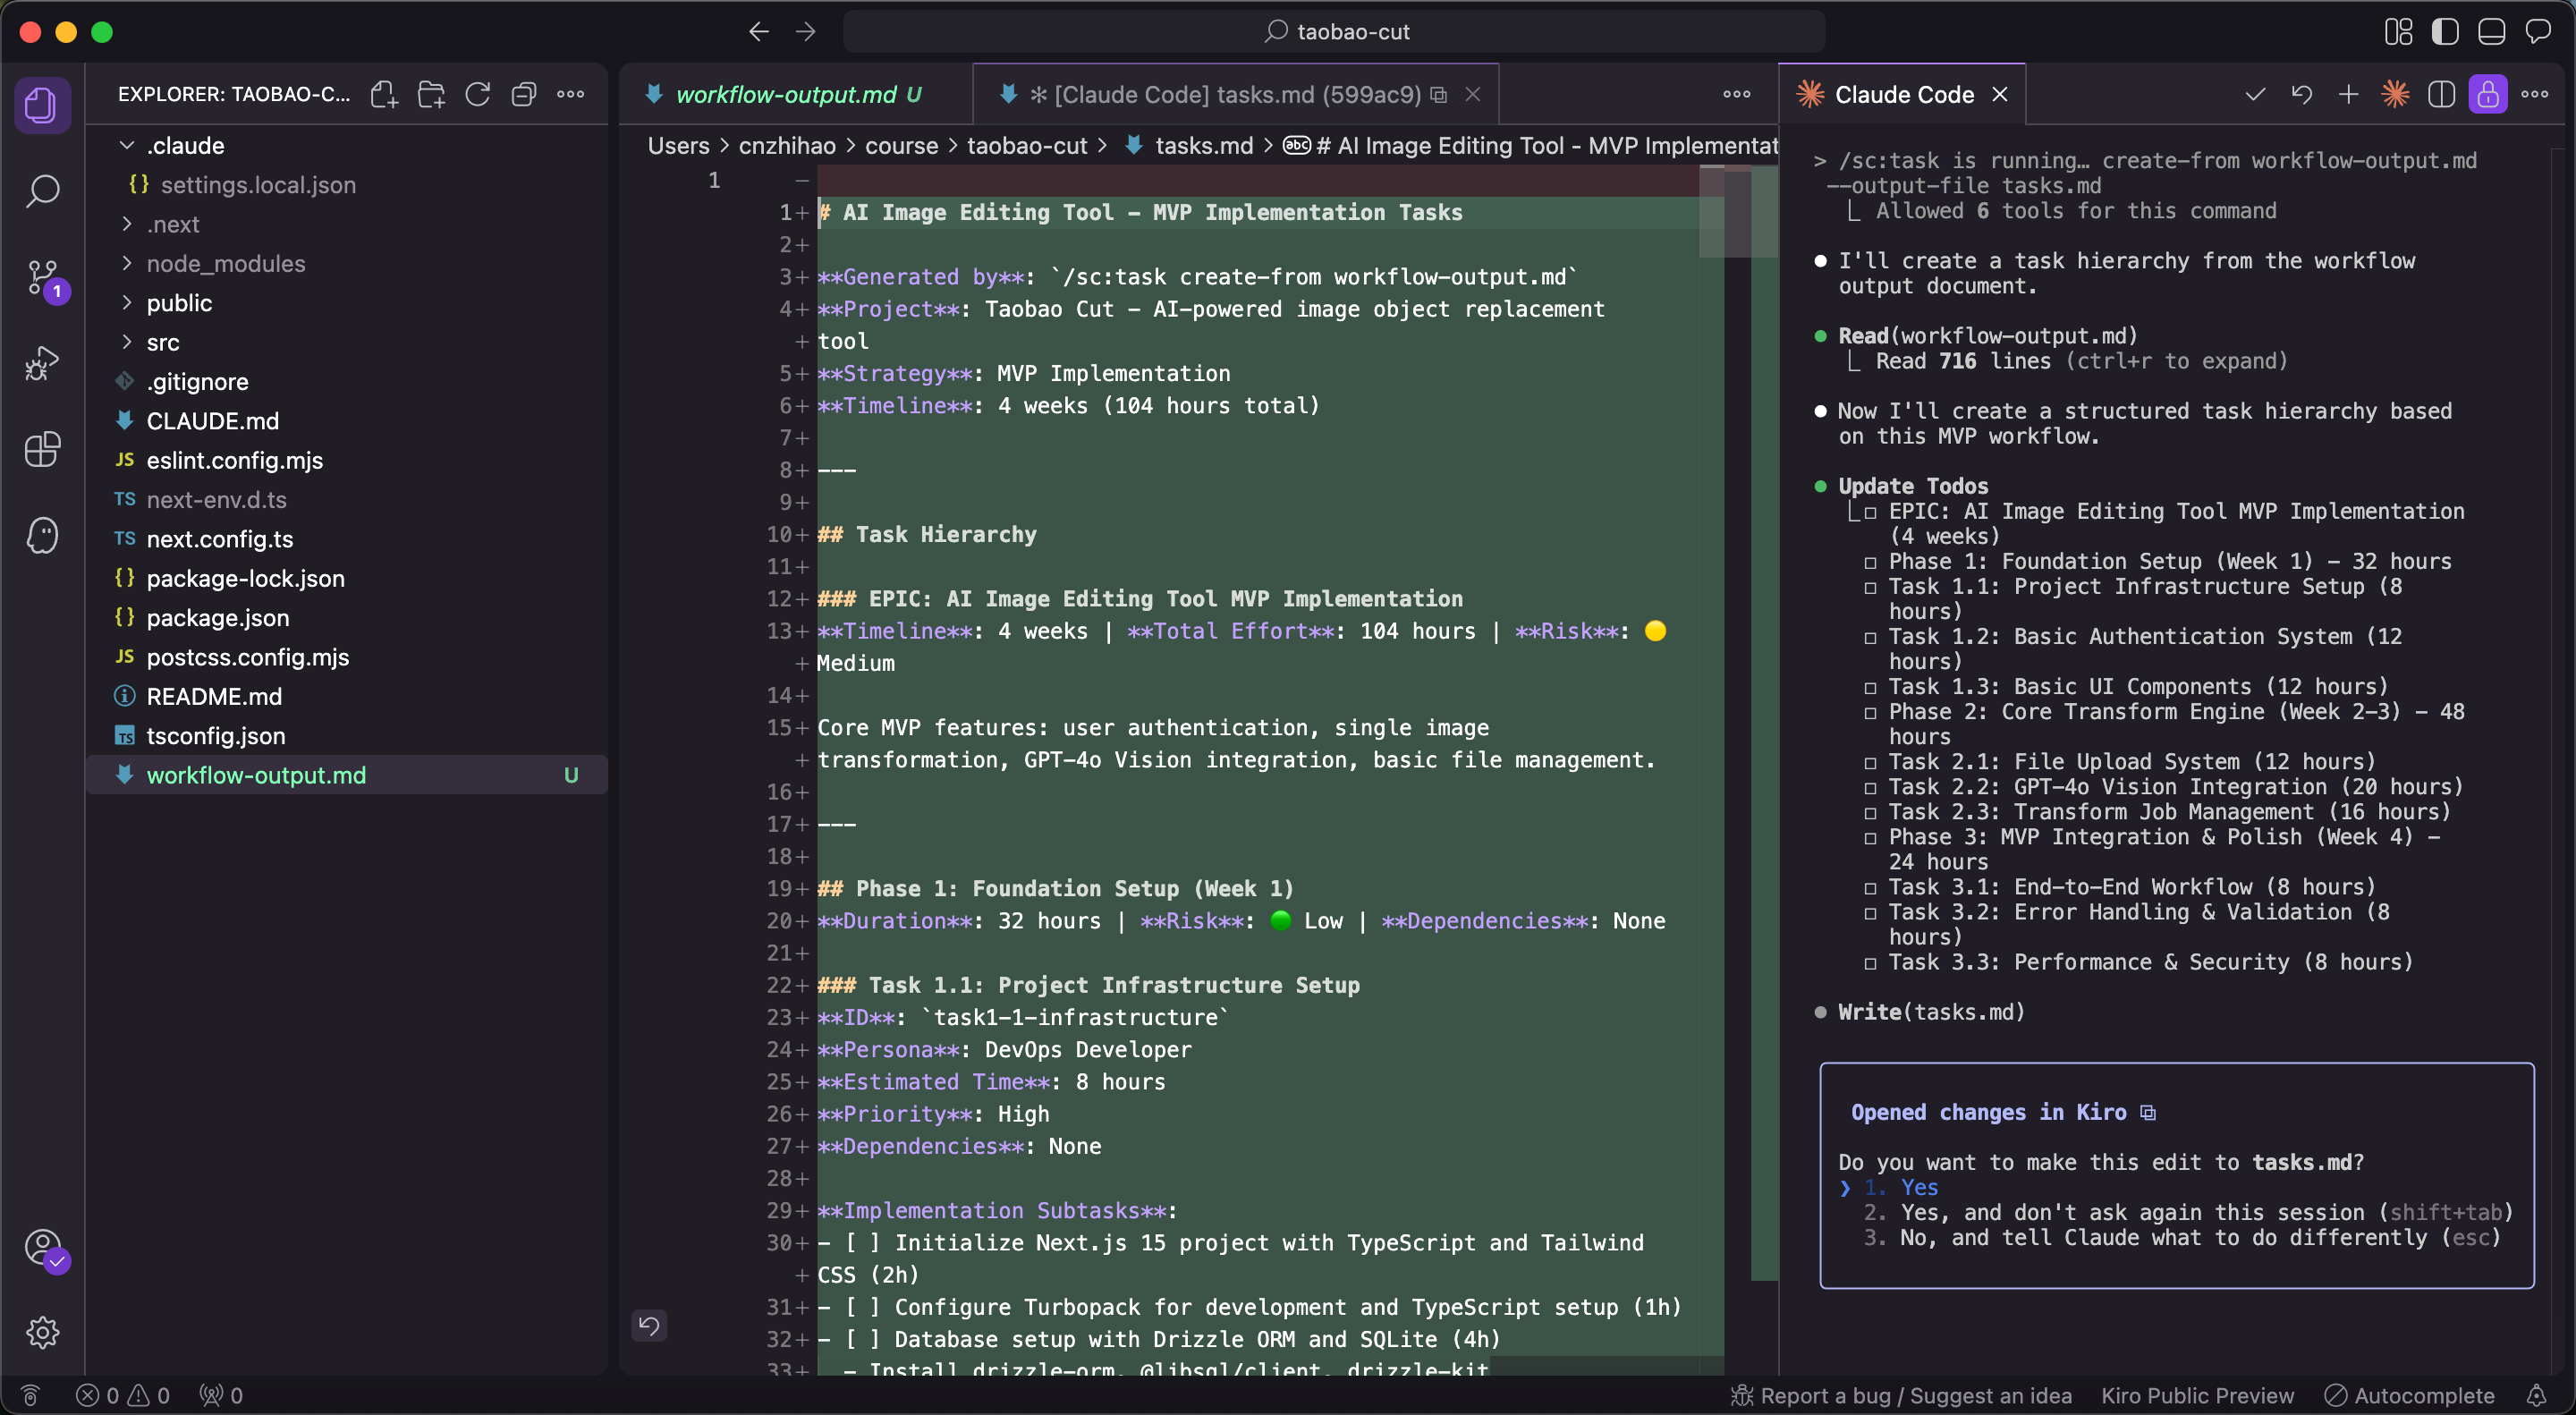 taobao-cut
EXPLORER: TAOBAO-C...
.claude
{} settings.local.json
.next
node_modules
public
src
.gitignore
CLAUDE.md
JS eslint.config.mjs
TS next-env.d.ts
TS next.config.ts
{} package-lock.json
{} package.json
JS postcss.config.mjs
README.md
TS tsconfig.json
workflow-output.md U
1
workflow-output.md U
[Claude Code] tasks.md (599ac9)
Users > cnzhihao > course > taobao-cut > tasks.md > abc # AI Image Editing Tool - MVP Implementat
1 −
1+ # AI Image Editing Tool - MVP Implementation Tasks
2+
3+ **Generated by**: `/sc:task create-from workflow-output.md`
4+ **Project**: Taobao Cut - AI-powered image object replacement
+ tool
5+ **Strategy**: MVP Implementation
6+ **Timeline**: 4 weeks (104 hours total)
7+
8+ ---
9+
10+ ## Task Hierarchy
11+
12+ ### EPIC: AI Image Editing Tool MVP Implementation
13+ **Timeline**: 4 weeks | **Total Effort**: 104 hours | **Risk**: 🟡
+ Medium
14+
15+ Core MVP features: user authentication, single image
+ transformation, GPT-4o Vision integration, basic file management.
16+
17+ ---
18+
19+ ## Phase 1: Foundation Setup (Week 1)
20+ **Duration**: 32 hours | **Risk**: 🟢 Low | **Dependencies**: None
21+
22+ ### Task 1.1: Project Infrastructure Setup
23+ **ID**: `task1-1-infrastructure`
24+ **Persona**: DevOps Developer
25+ **Estimated Time**: 8 hours
26+ **Priority**: High
27+ **Dependencies**: None
28+
29+ **Implementation Subtasks**:
30+ - [ ] Initialize Next.js 15 project with TypeScript and Tailwind
+ CSS (2h)
31+ - [ ] Configure Turbopack for development and TypeScript setup (1h)
32+ - [ ] Database setup with Drizzle ORM and SQLite (4h)
33+ - Install drizzle-orm, @libsql/client, drizzle-kit
Claude Code
> /sc:task is running… create-from workflow-output.md
--output-file tasks.md
Allowed 6 tools for this command
I'll create a task hierarchy from the workflow
output document.
Read(workflow-output.md)
Read 716 lines (ctrl+r to expand)
Now I'll create a structured task hierarchy based
on this MVP workflow.
Update Todos
☐ EPIC: AI Image Editing Tool MVP Implementation
(4 weeks)
☐ Phase 1: Foundation Setup (Week 1) - 32 hours
☐ Task 1.1: Project Infrastructure Setup (8
hours)
☐ Task 1.2: Basic Authentication System (12
hours)
☐ Task 1.3: Basic UI Components (12 hours)
☐ Phase 2: Core Transform Engine (Week 2-3) - 48
hours
☐ Task 2.1: File Upload System (12 hours)
☐ Task 2.2: GPT-4o Vision Integration (20 hours)
☐ Task 2.3: Transform Job Management (16 hours)
☐ Phase 3: MVP Integration & Polish (Week 4) -
24 hours
☐ Task 3.1: End-to-End Workflow (8 hours)
☐ Task 3.2: Error Handling & Validation (8
hours)
☐ Task 3.3: Performance & Security (8 hours)
Write(tasks.md)
Opened changes in Kiro
Do you want to make this edit to tasks.md?
❯ 1. Yes
2. Yes, and don't ask again this session (shift+tab)
3. No, and tell Claude what to do differently (esc)
0 0 0
Report a bug / Suggest an idea
Kiro Public Preview
Autocomplete